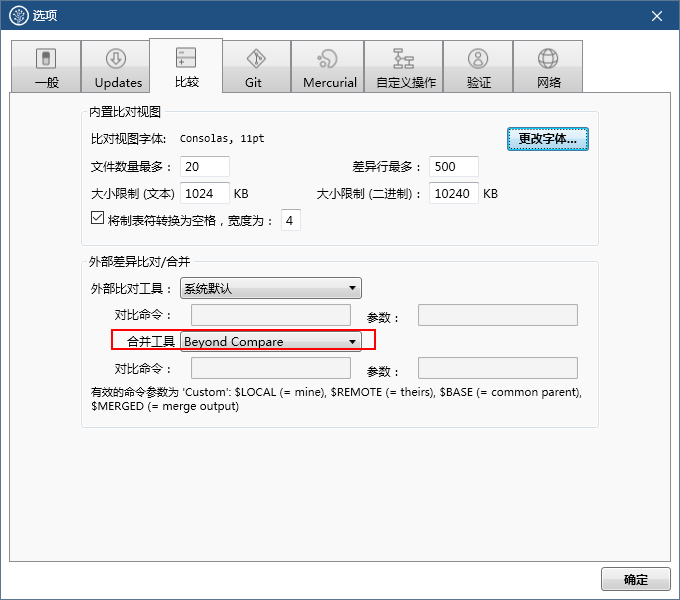 选项
一般 Updates 比较 Git Mercurial 自定义操作 验证 网络
内置比对视图
比对视图字体: Consolas, 11pt 更改字体...
文件数量最多： 20 差异行最多： 500
大小限制 (文本) 1024 KB 大小限制 (二进制)： 10240 KB
将制表符转换为空格，宽度为： 4
外部差异比对/合并
外部比对工具： 系统默认
对比命令： 参数：
合并工具 Beyond Compare
对比命令： 参数：
有效的命令参数为 'Custom': $LOCAL (= mine), $REMOTE (= theirs), $BASE (= common parent),
$MERGED (= merge output)
确定